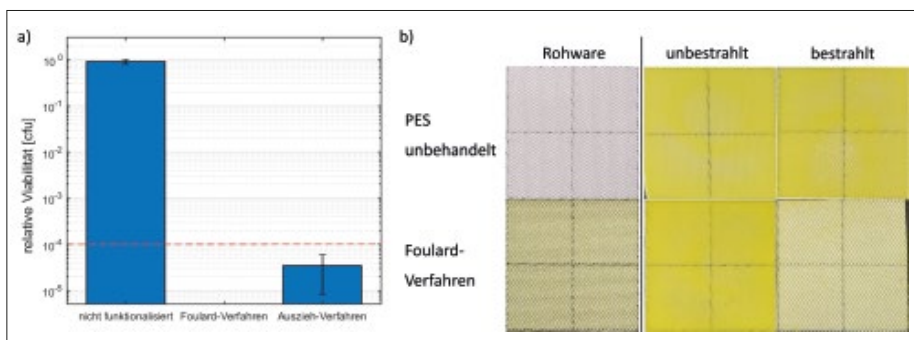 a)
10⁰
10⁻¹
10⁻²
10⁻³
10⁻⁴
10⁻⁵
relative Viabilität [cfu]
nicht funktionalisiert Foulard-Verfahren Auszieh-Verfahren
b)
Rohware unbestrahlt bestrahlt
PES
unbehandelt
Foulard-
Verfahren